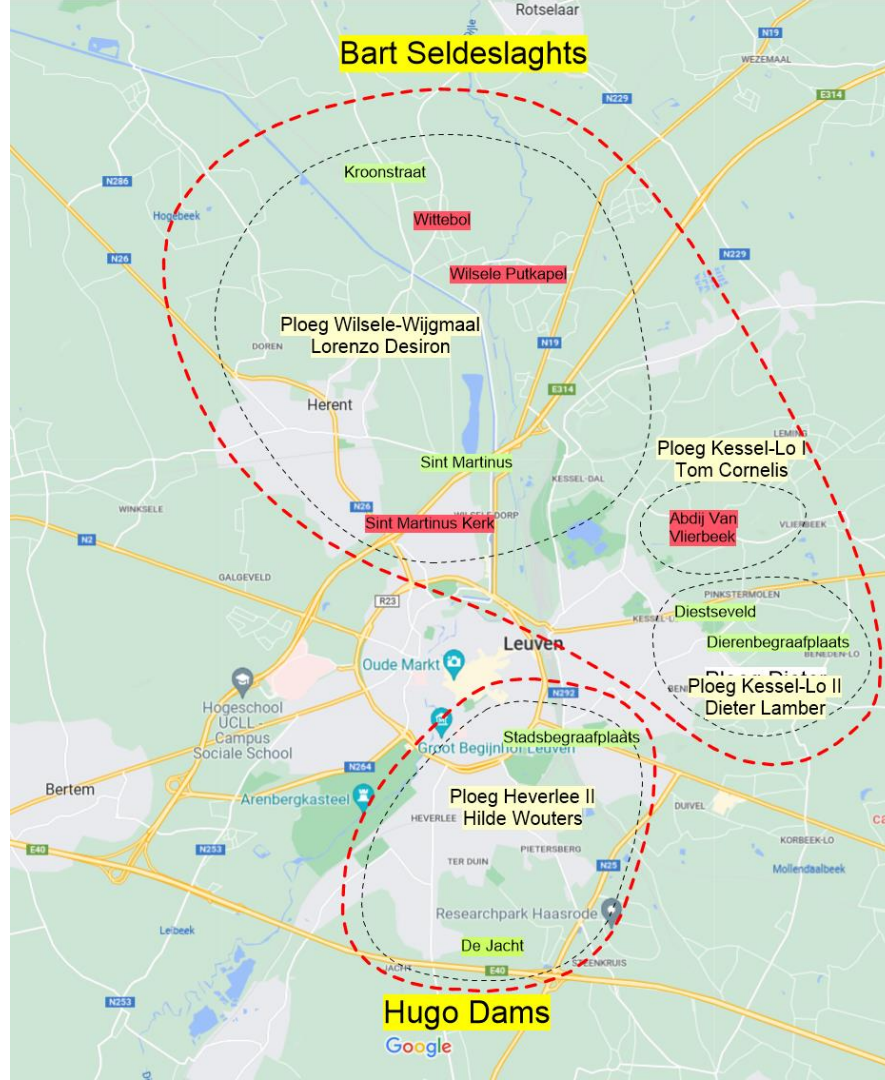 Rotselaar
Dijle
N19
Bart Seldeslaghts
WEZEMAAL
E314
N229
Kroonstraat
N286
Hogebeek
Wittebol
N26
N229
Wilsele Putkapel
Ploeg Wilsele-Wijgmaal
Lorenzo Desiron
DOREN
N19
E314
Herent
LEMING
Ploeg Kessel-Lo I
Tom Cornelis
Sint Martinus
KESSEL-DAL
N26
WINKSELE
Sint Martinus Kerk
Abdij Van
Vlierbeek
VLIERBEEK
N2
GALGEVELD
PINKSTERMOLEN
R23
Diestseveld
Leuven
Dierenbegraafplaats
BENEDEN-LO
Oude Markt
Ploeg Kessel-Lo II
Dieter Lamber
N292
Hogeschool
UCLL -
Campus
Sociale School
Stadsbegraafplaats
Groot Begijnhof Leuven
N264
Bertem
Arenbergkasteel
Ploeg Heverlee II
Hilde Wouters
HEVERLEE
DUIVEL
E40
N253
PIETERSBERG
KORBEEK-LO
TER DUIN
N25
Mollendaalbeek
Researchpark Haasrode
Leibeek
De Jacht
JACHT
E40
STEENKRUIS
N253
Hugo Dams
Google